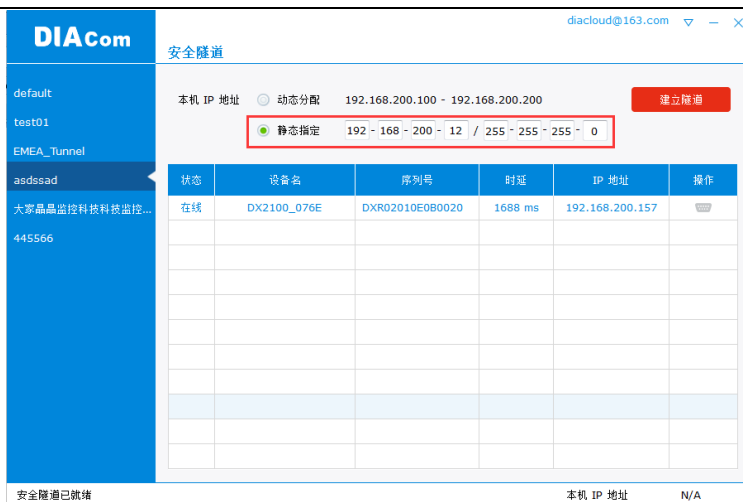 diacloud@163.com
DIACom
安全隧道
default
test01
EMEA_Tunnel
asdssad
大家晶晶监控科技科技监控...
445566
本机 IP 地址 动态分配 192.168.200.100 - 192.168.200.200 建立隧道
静态指定 192 - 168 - 200 - 12 / 255 - 255 - 255 - 0
状态 设备名 序列号 时延 IP 地址 操作
在线 DX2100_076E DXR02010E0B0020 1688 ms 192.168.200.157
安全隧道已就绪 本机 IP 地址 N/A